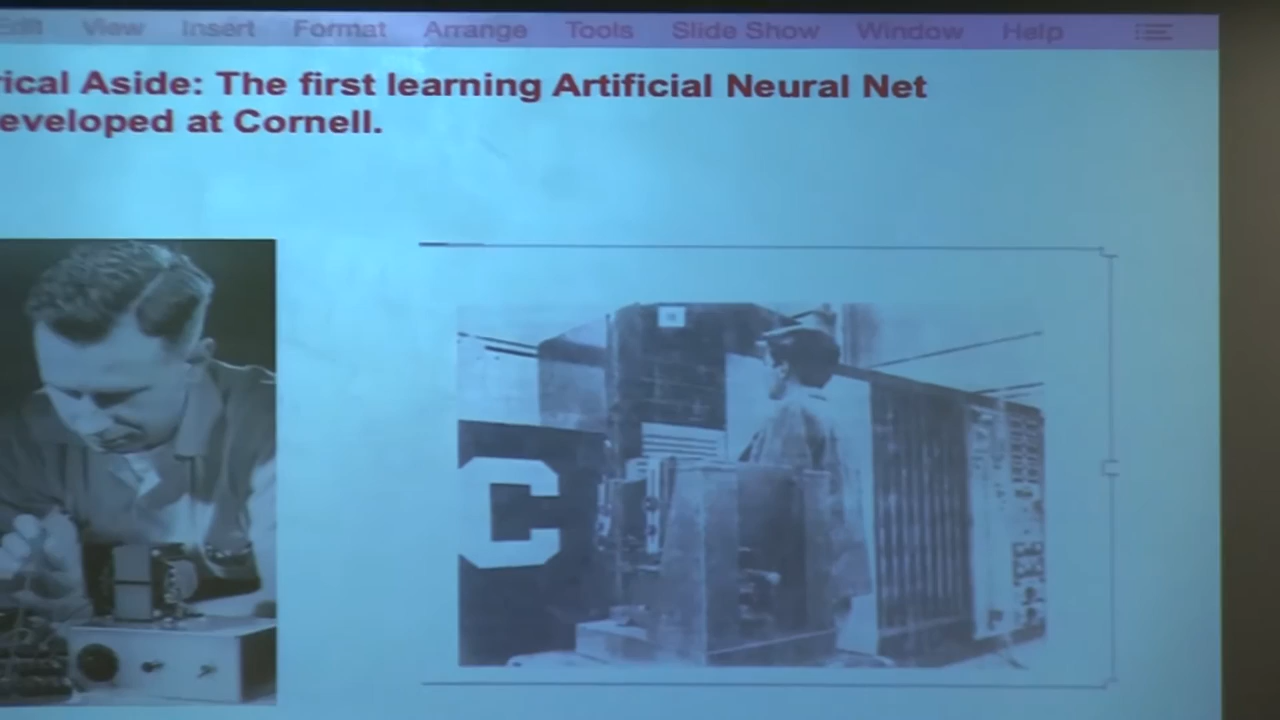 Edit View Insert Format Arrange Tools Slide Show Window Help
rical Aside: The first learning Artificial Neural Net
eveloped at Cornell.
C